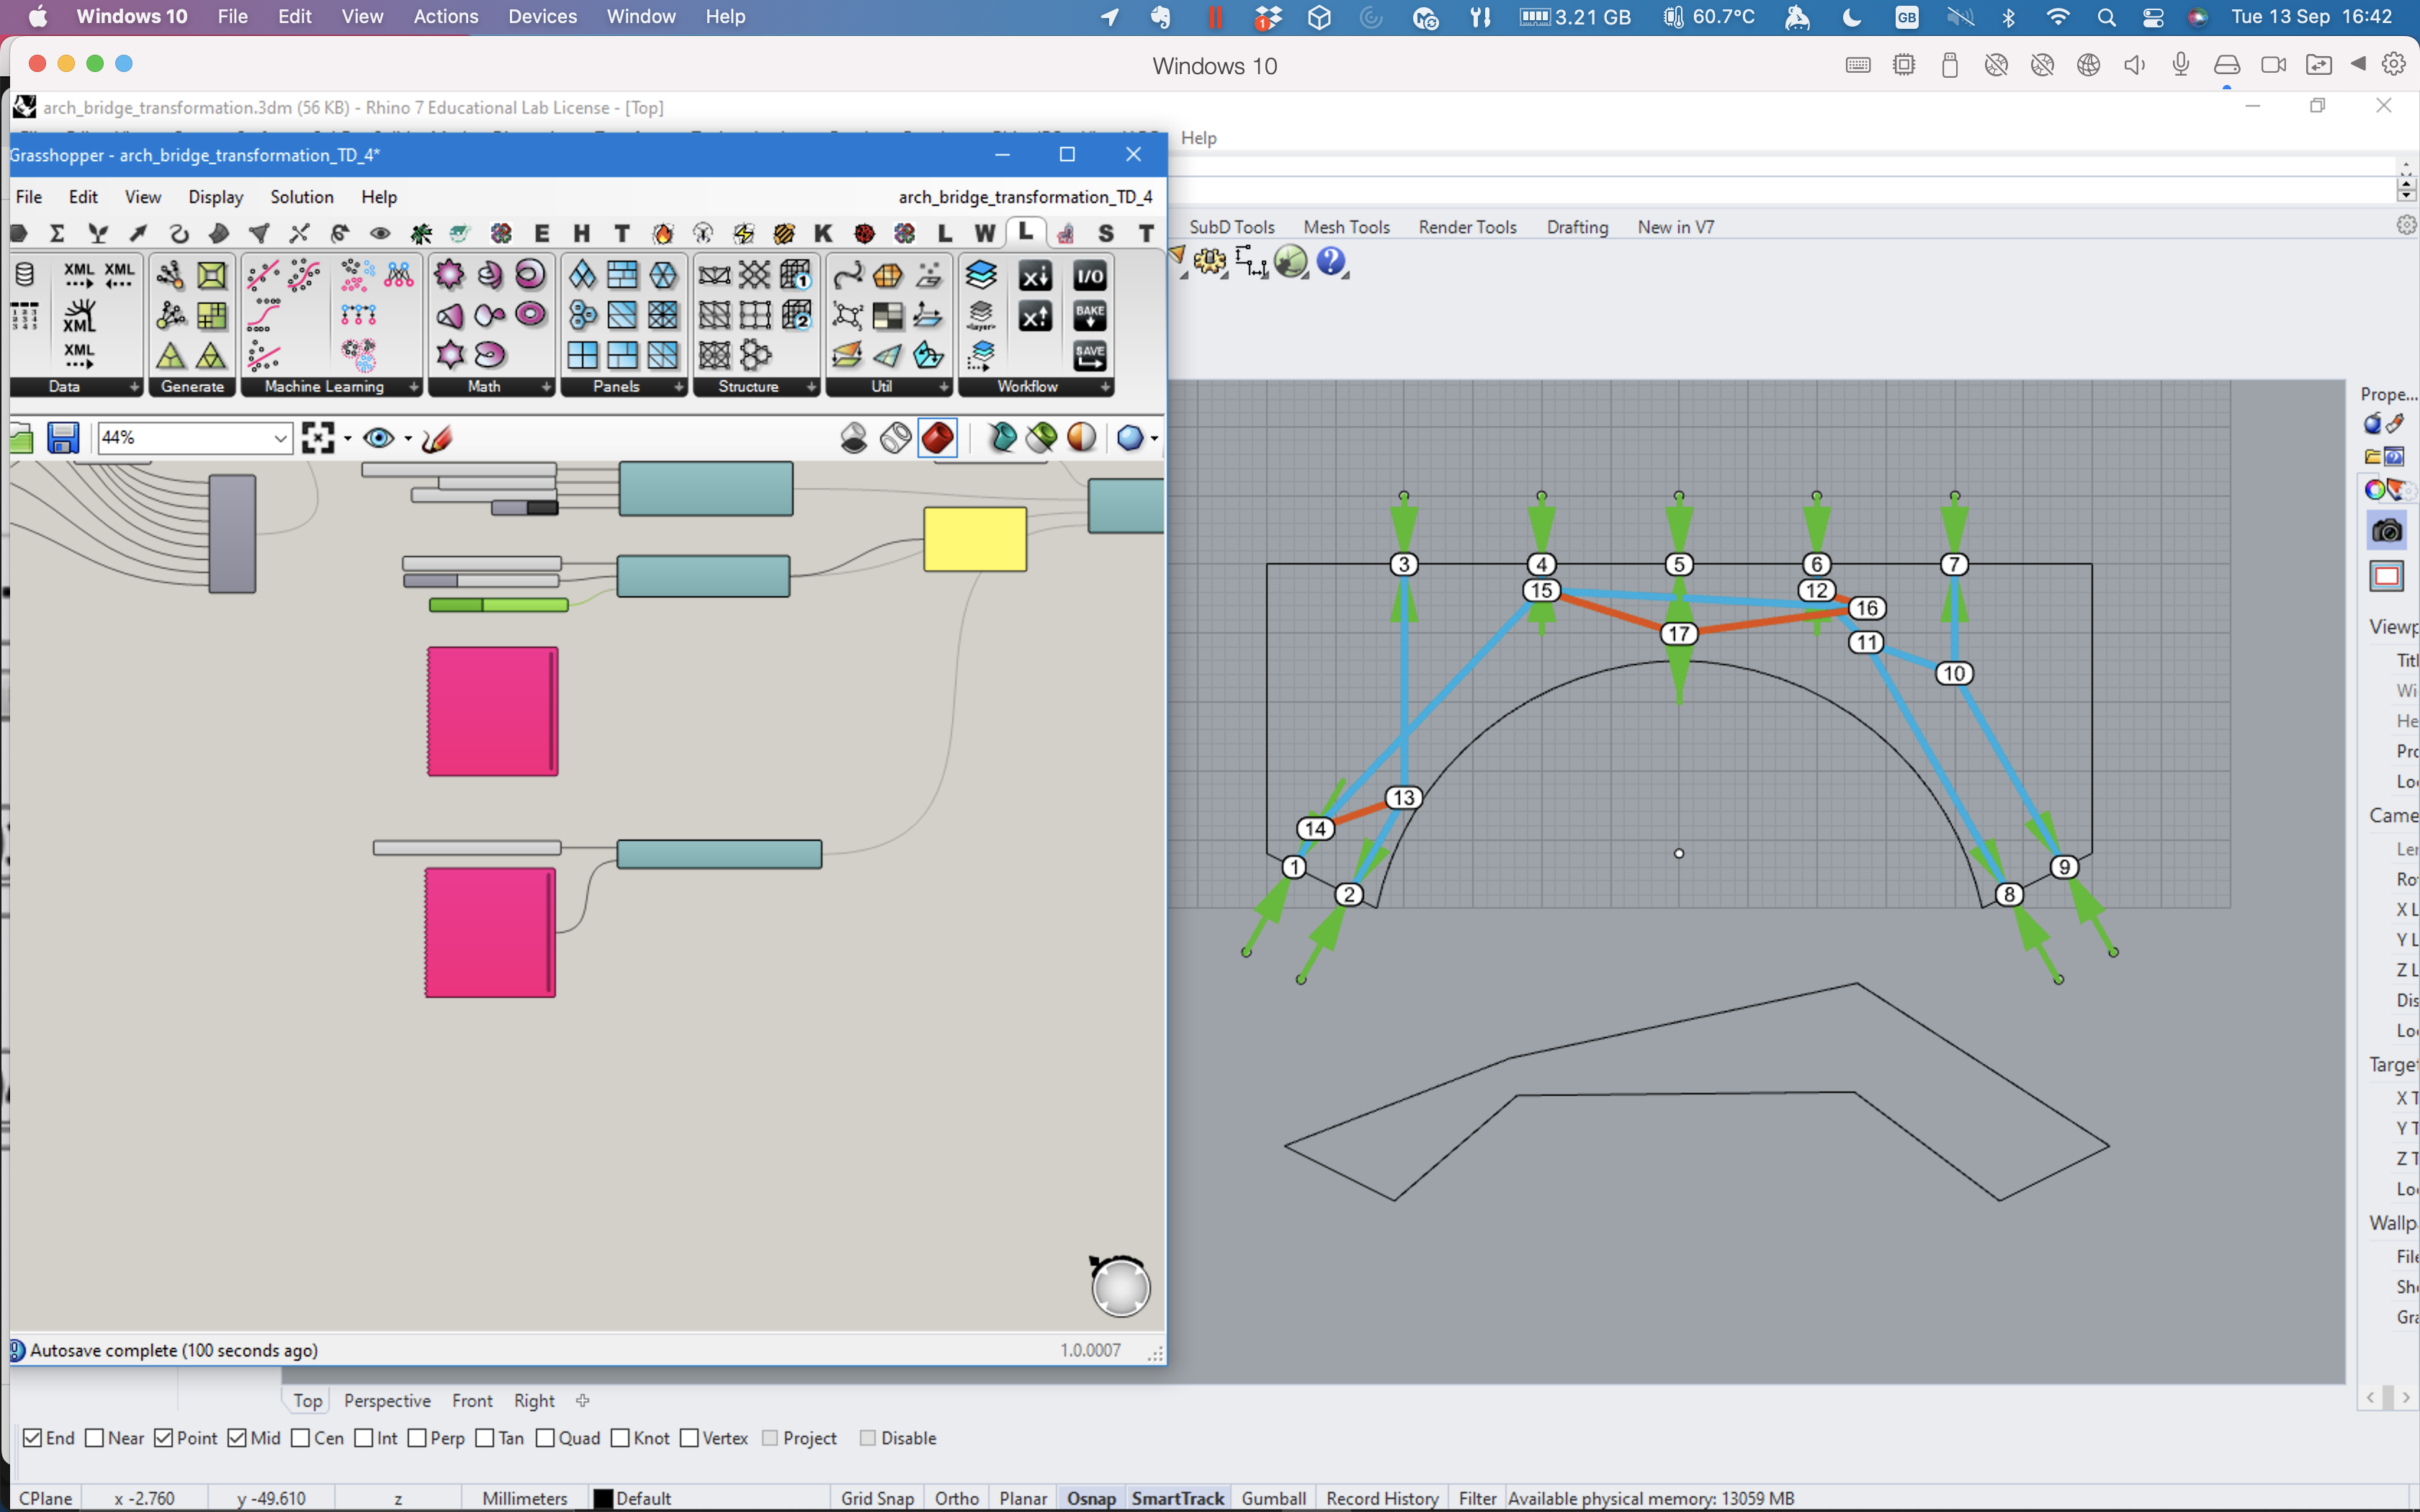 Windows 10 File Edit View Actions Devices Window Help 1 3.21 GB 60.7°C GB Tue 13 Sep 16:42
Windows 10
arch_bridge_transformation.3dm (56 KB) - Rhino 7 Educational Lab License - [Top]
Help
Grasshopper - arch_bridge_transformation_TD_4*
File Edit View Display Solution Help arch_bridge_transformation_TD_4
E H T K L W L S T
SubD Tools Mesh Tools Render Tools Drafting New in V7
XML XML I/O
XML <layer> BAKE
XML SAVE
Data Generate Machine Learning Math Panels Structure Util Workflow
44%
Prope...
3 4 5 6 7
15 12 16
17 11
10
13
14
1 9
2 8
Viewp
Titl
Wi
He
Pro
Lo
Came
Ler
Ro
X L
Y L
Z L
Dis
Lo
Target
X T
Y T
Z T
Lo
Wallp
File
Sh
Gra
Autosave complete (100 seconds ago) 1.0.0007
Top Perspective Front Right
End Near Point Mid Cen Int Perp Tan Quad Knot Vertex Project Disable
CPlane x -2.760 y -49.610 z Millimeters Default Grid Snap Ortho Planar Osnap SmartTrack Gumball Record History Filter Available physical memory: 13059 MB